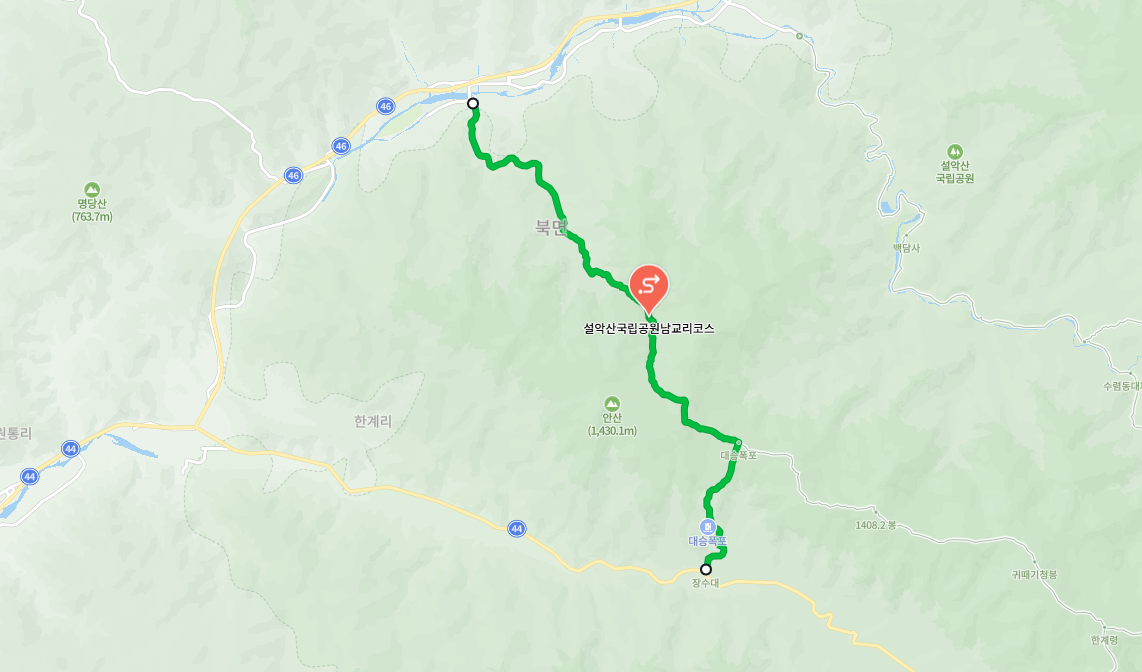 46
46
46
설악산
국립공원
명당산
(763.7m)
북면
백담사
설악산국립공원남교리코스
수렴동대
안산
(1,430.1m)
한계리
원통리
44
44
대승폭포
44
1408.2 봉
대승폭포
귀때기청봉
장수대
한계령